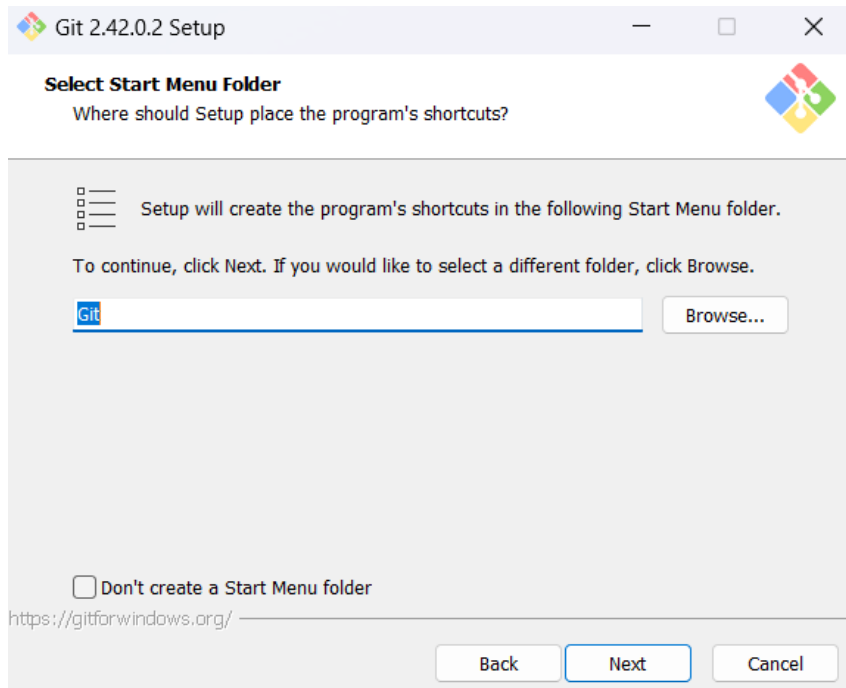 Git 2.42.0.2 Setup
Select Start Menu Folder
Where should Setup place the program's shortcuts?
Setup will create the program's shortcuts in the following Start Menu folder.
To continue, click Next. If you would like to select a different folder, click Browse.
Git
Browse...
Don't create a Start Menu folder
https://gitforwindows.org/
Back Next Cancel